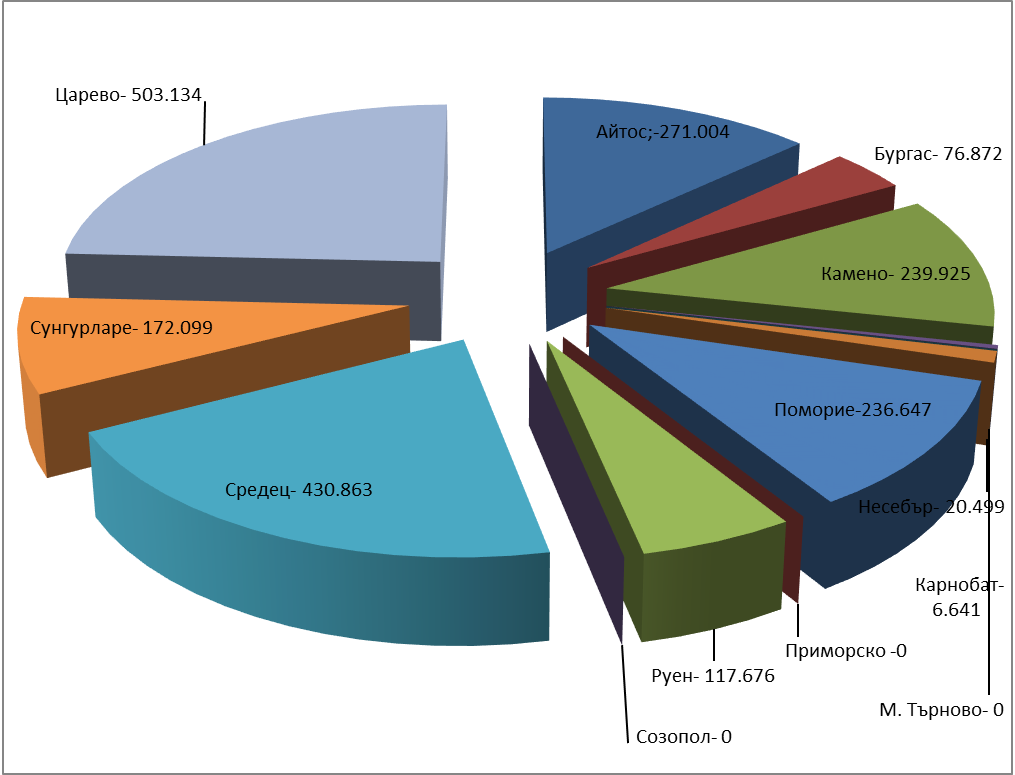 Царево- 503.134
Айтос;-271.004
Бургас- 76.872
Камено- 239.925
Сунгурларе- 172.099
Поморие-236.647
Средец- 430.863
Несебър- 20.499
Карнобат-
6.641
Приморско -0
Руен- 117.676
М. Търново- 0
Созопол- 0